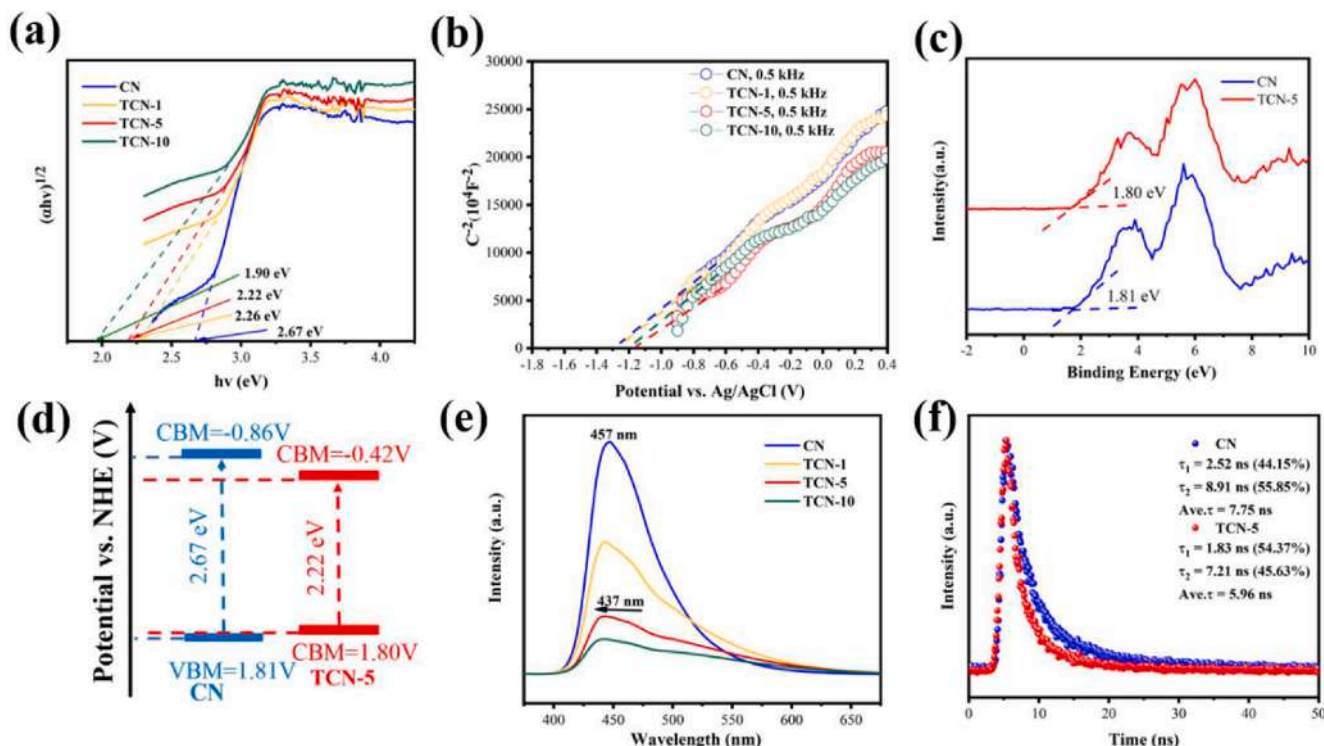 (a)
CN
TCN-1
TCN-5
TCN-10
(αhν)1/2
1.90 eV
2.22 eV
2.26 eV
2.67 eV
2.0 2.5 3.0 3.5 4.0
hν (eV)
(b)
CN, 0.5 kHz
TCN-1, 0.5 kHz
TCN-5, 0.5 kHz
TCN-10, 0.5 kHz
C-2(10⁴F-2)
30000
25000
20000
15000
10000
5000
0
-1.8 -1.6 -1.4 -1.2 -1.0 -0.8 -0.6 -0.4 -0.2 0.0 0.2 0.4
Potential vs. Ag/AgCl (V)
(c)
CN
TCN-5
Intensity(a.u.)
1.80 eV
1.81 eV
-2 0 2 4 6 8 10
Binding Energy (eV)
(d)
Potential vs. NHE (V)
CBM=-0.86V
CBM=-0.42V
2.67 eV
2.22 eV
VBM=1.81V
CBM=1.80V
CN
TCN-5
(e)
457 nm
CN
TCN-1
TCN-5
TCN-10
437 nm
Intensity (a.u.)
400 450 500 550 600 650
Wavelength (nm)
(f)
CN
τ1 = 2.52 ns (44.15%)
τ2 = 8.91 ns (55.85%)
Ave.τ = 7.75 ns
TCN-5
τ1 = 1.83 ns (54.37%)
τ2 = 7.21 ns (45.63%)
Ave.τ = 5.96 ns
Intensity (a.u.)
0 10 20 30 40 50
Time (ns)